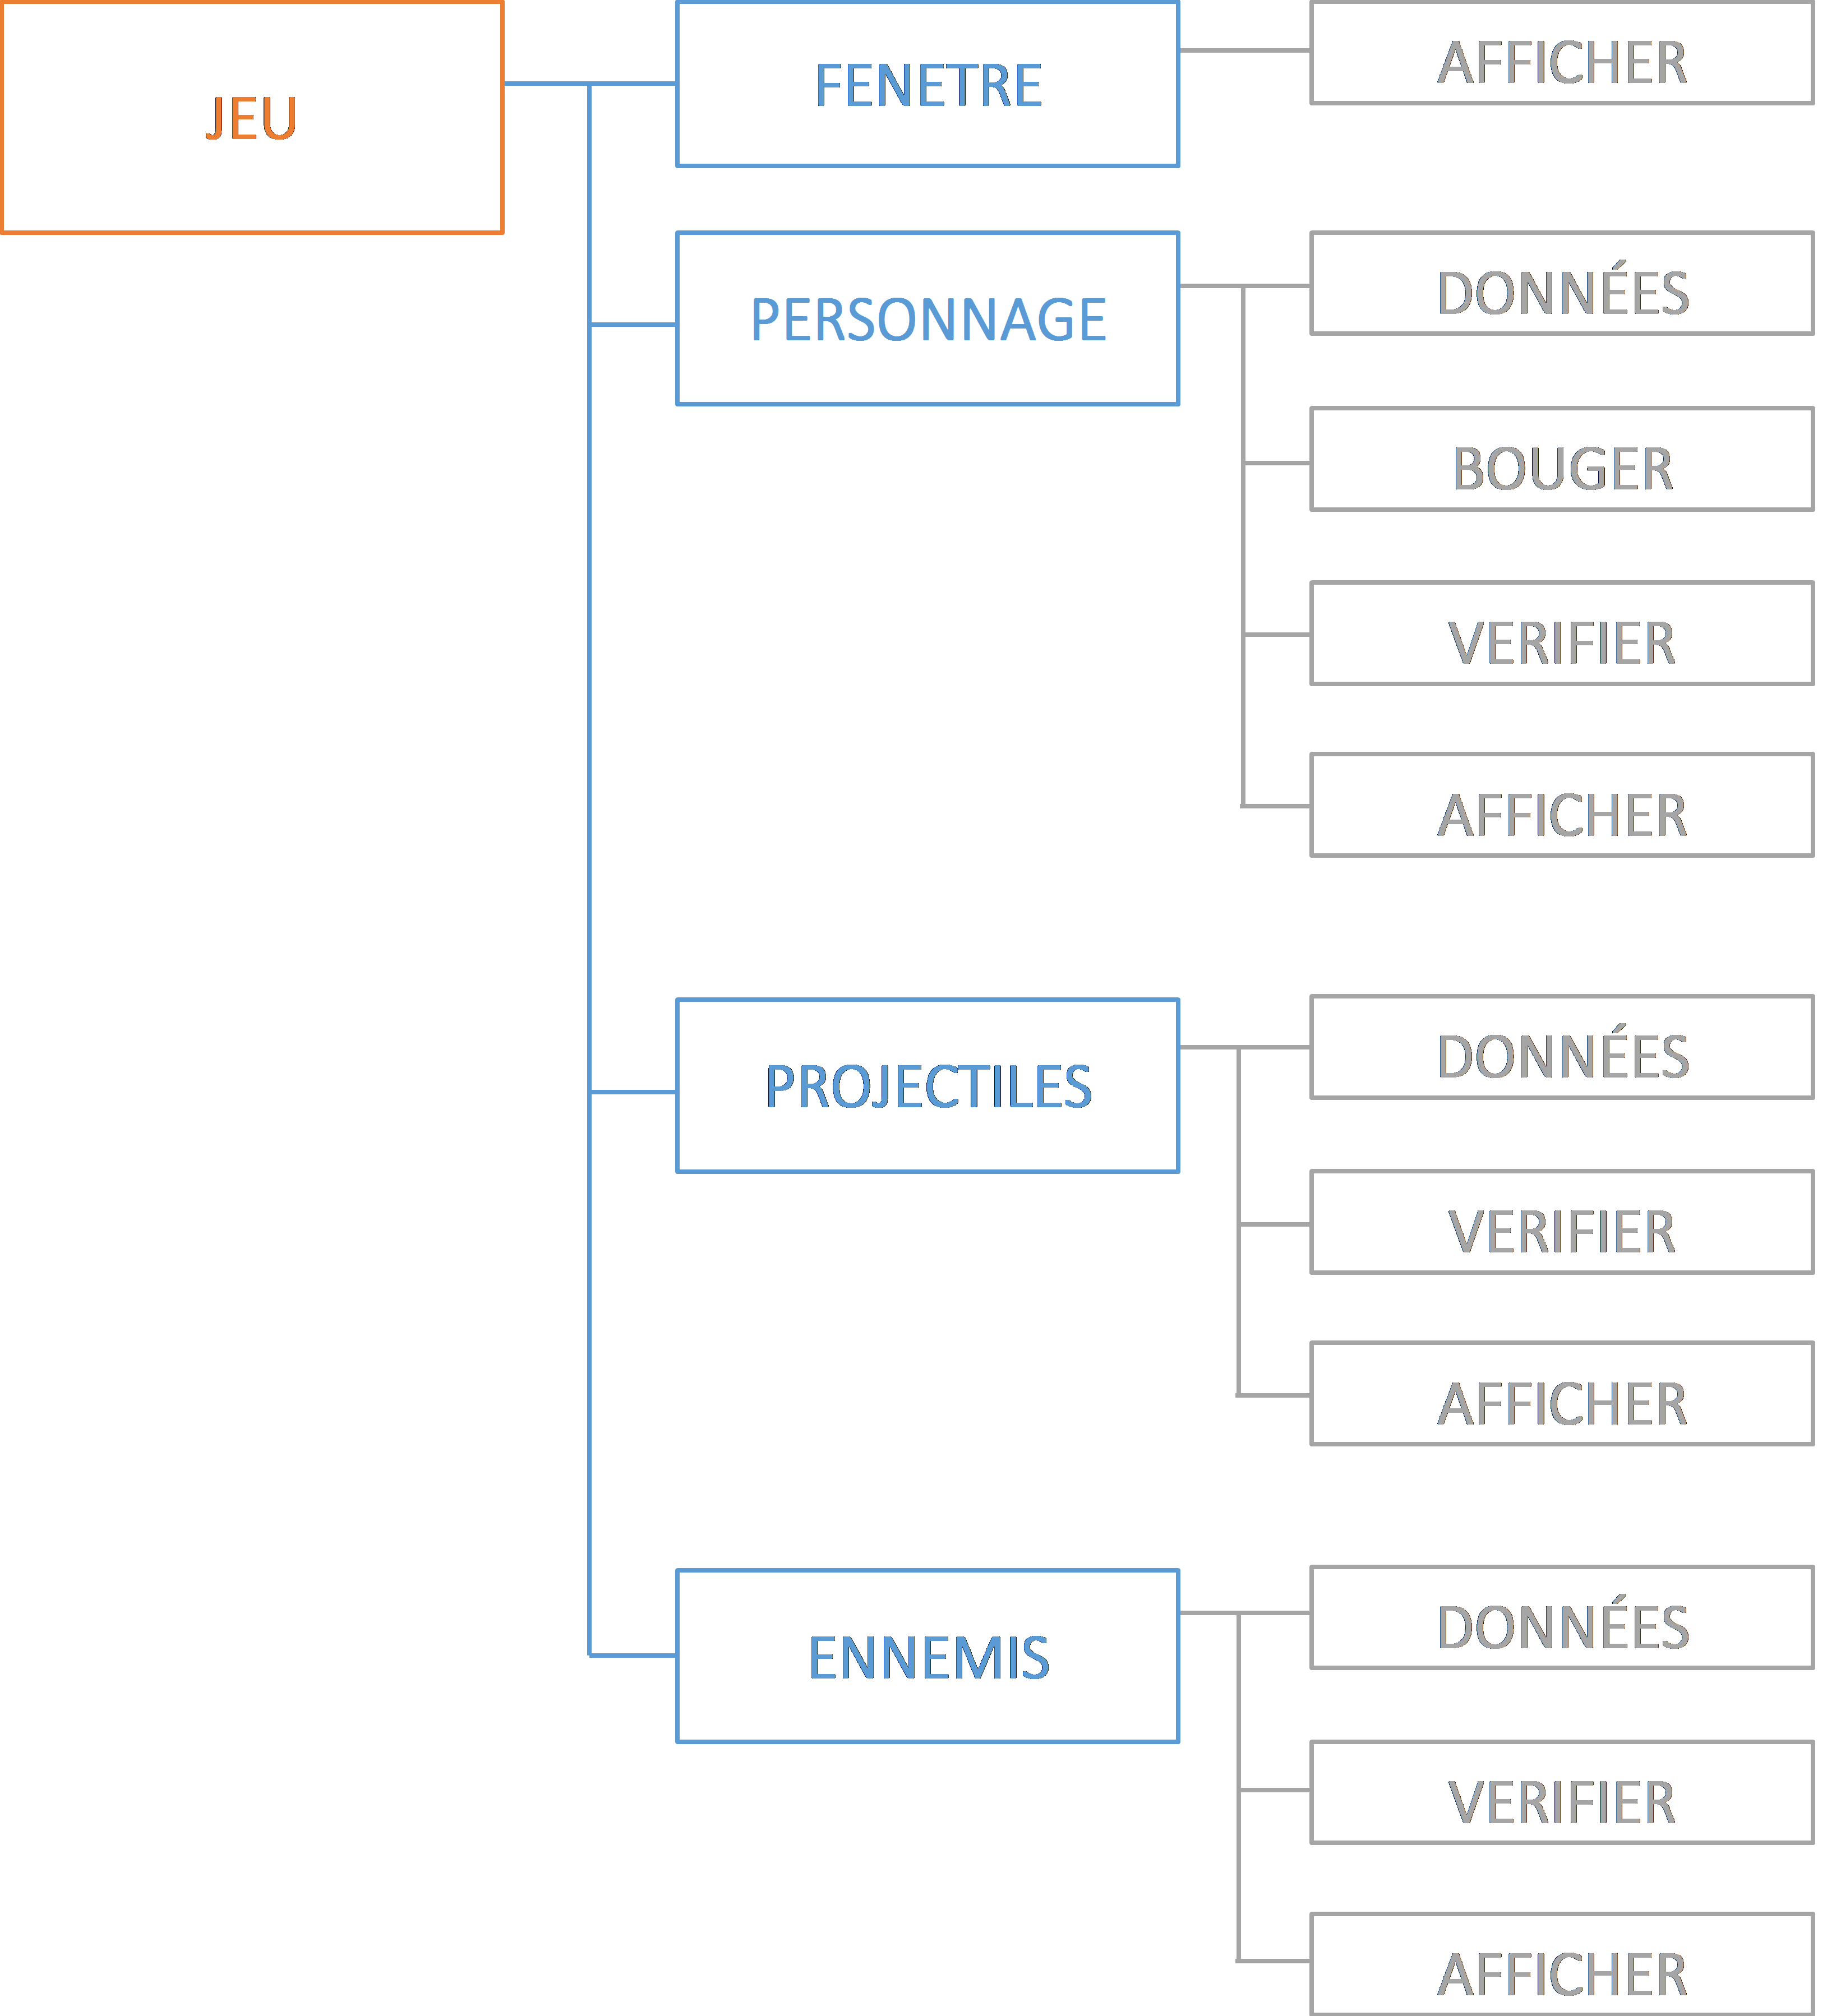 JEU
FENETRE
AFFICHER
PERSONNAGE
DONNÉES
BOUGER
VERIFIER
AFFICHER
PROJECTILES
DONNÉES
VERIFIER
AFFICHER
ENNEMIS
DONNÉES
VERIFIER
AFFICHER